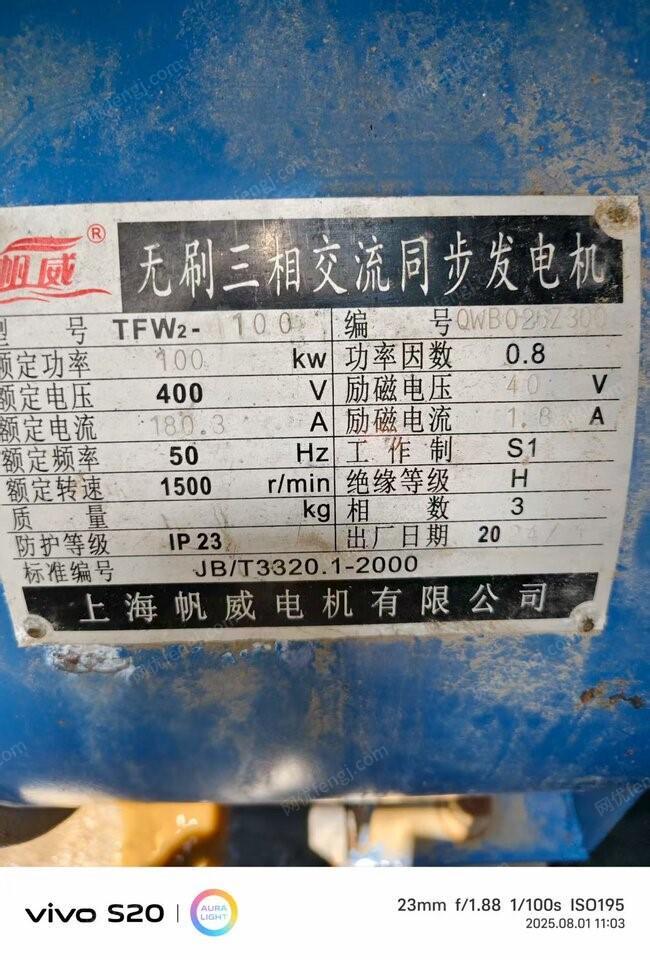 帆威®
无刷三相交流同步发电机
型 号 TFW2- 100 编 号
额定功率 100 kw 功率因数 0.8
额定电压 400 V 励磁电压 40 V
额定电流 180.3 A 励磁电流 1.8 A
额定频率 50 Hz 工作制 S1
额定转速 1500 r/min 绝缘等级 H
质 量 kg 相 数 3
防护等级 IP 23 出厂日期 20
标准编号 JB/T3320.1-2000
上海帆威电机有限公司
vivo S20 AURA LIGHT
23mm f/1.88 1/100s ISO195
2025.08.01 11:03